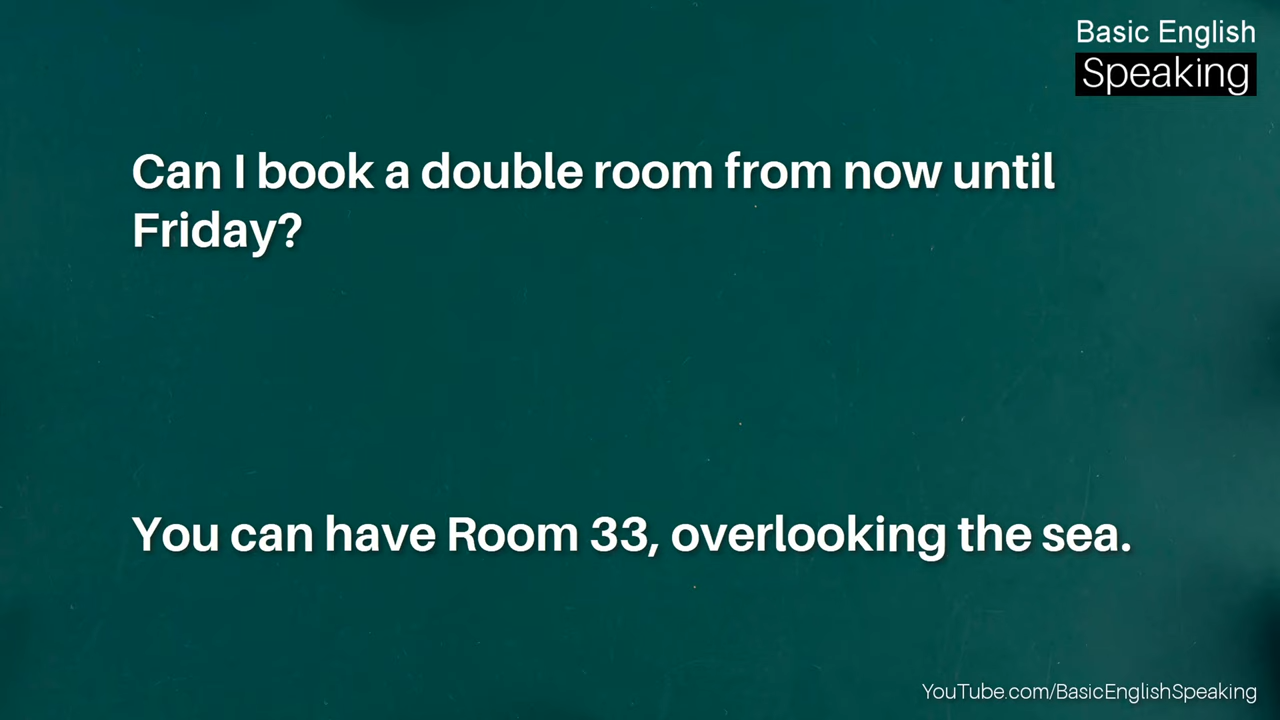 Basic English
Speaking
Can I book a double room from now until
Friday?
You can have Room 33, overlooking the sea.
YouTube.com/BasicEnglishSpeaking